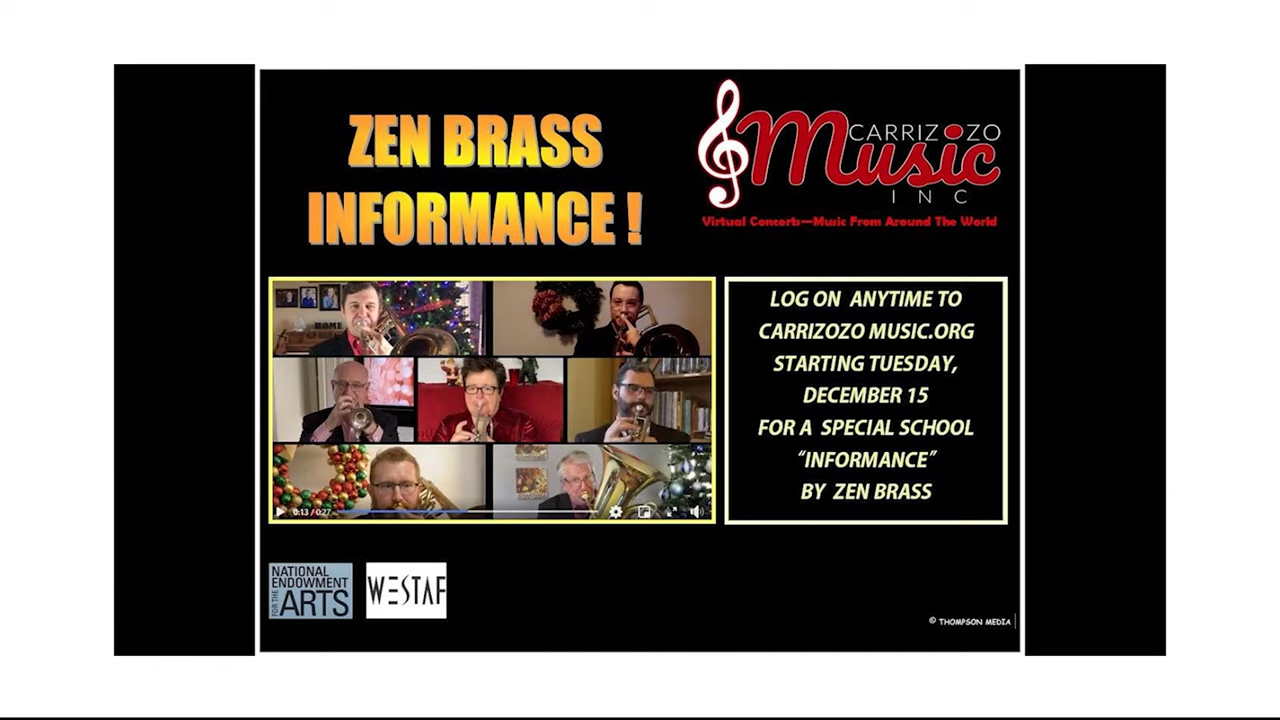 ZEN BRASS
INFORMANCE !
CARRIZOZO
Music
INC
Virtual Concerts—Music From Around The World
HOME
0:13 / 0:27
LOG ON ANYTIME TO
CARRIZOZO MUSIC.ORG
STARTING TUESDAY,
DECEMBER 15
FOR A SPECIAL SCHOOL
“INFORMANCE”
BY ZEN BRASS
NATIONAL
ENDOWMENT
FOR THE
ARTS
WESTAF
© THOMPSON MEDIA